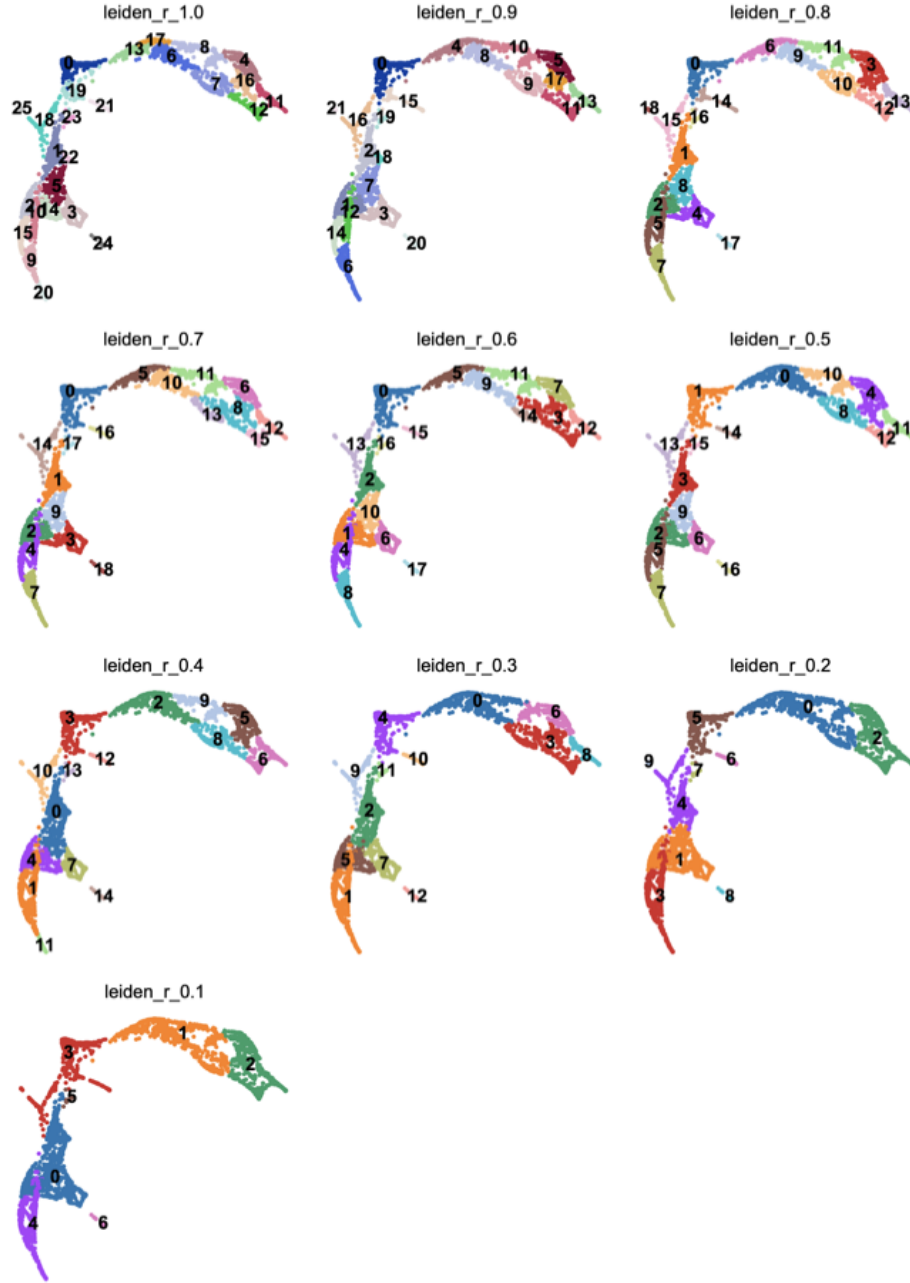 leiden_r_1.0
17
13 6 8
0 4
19 7 16
21 12 11
25 18 23
1
22
5
2 10 14 3
15 24
9
20
leiden_r_0.9
4 10
0 8 5
15 9 17
21 16 19 11 13
2 18
7
1
12 3
14 20
6
leiden_r_0.8
6 11
0 9 3
14 10 13
18 15 16 12
1
8
2 4
5 17
7
leiden_r_0.7
5 11
0 10 6
16 13 8 12
14 17 15
1
9
2 3
4 18
7
leiden_r_0.6
5 11
0 9 7
15 14 3 12
13 16
2
10
1 6
4 17
8
leiden_r_0.5
0 10
1 4
14 8 11
13 15 12
3
9
2 6
5 16
7
leiden_r_0.4
2 9
3 5
12 8 6
10 13
0
4 7
1 14
11
leiden_r_0.3
0
4 6
10 3 8
9 11
2
5 7
1 12
leiden_r_0.2
0
5 2
9 7 6
4
1
3 8
leiden_r_0.1
1
3 2
5
0
4 6